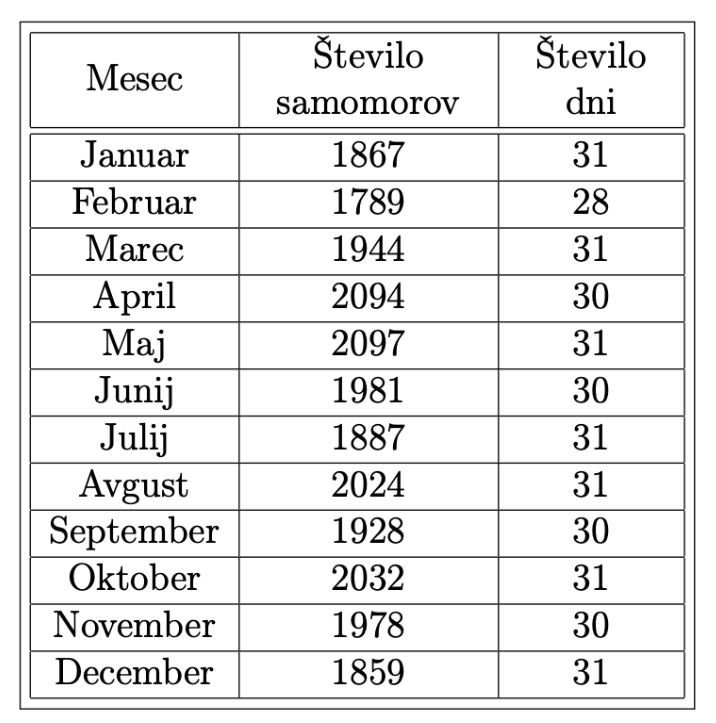 Mesec Število samomorov Število dni
Januar 1867 31
Februar 1789 28
Marec 1944 31
April 2094 30
Maj 2097 31
Junij 1981 30
Julij 1887 31
Avgust 2024 31
September 1928 30
Oktober 2032 31
November 1978 30
December 1859 31